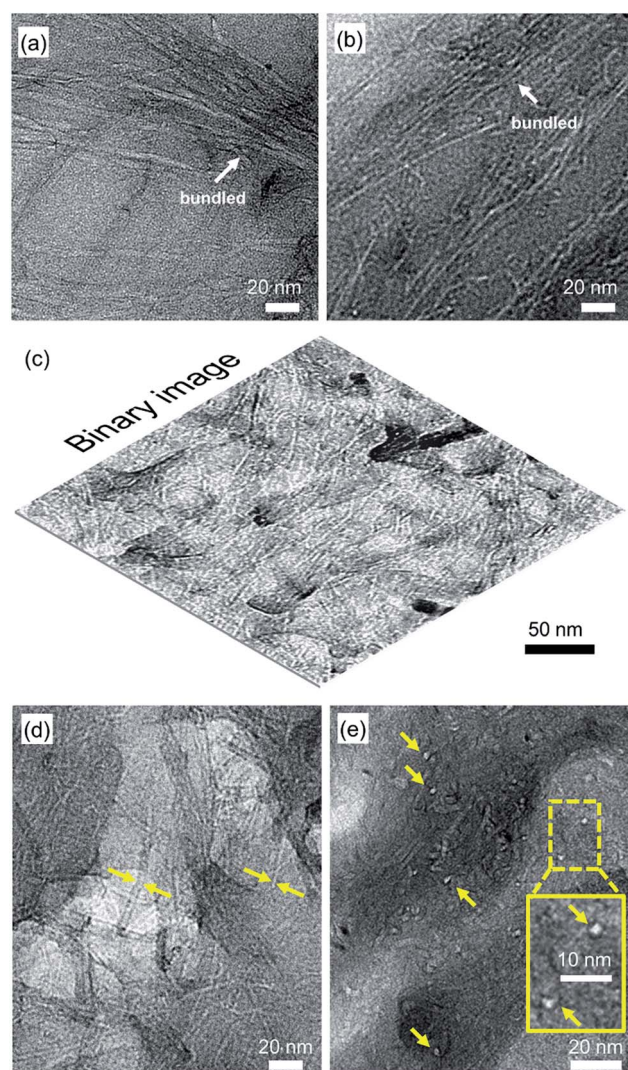 (a)
bundled
20 nm
(b)
bundled
20 nm
(c)
Binary image
50 nm
(d)
20 nm
(e)
10 nm
20 nm